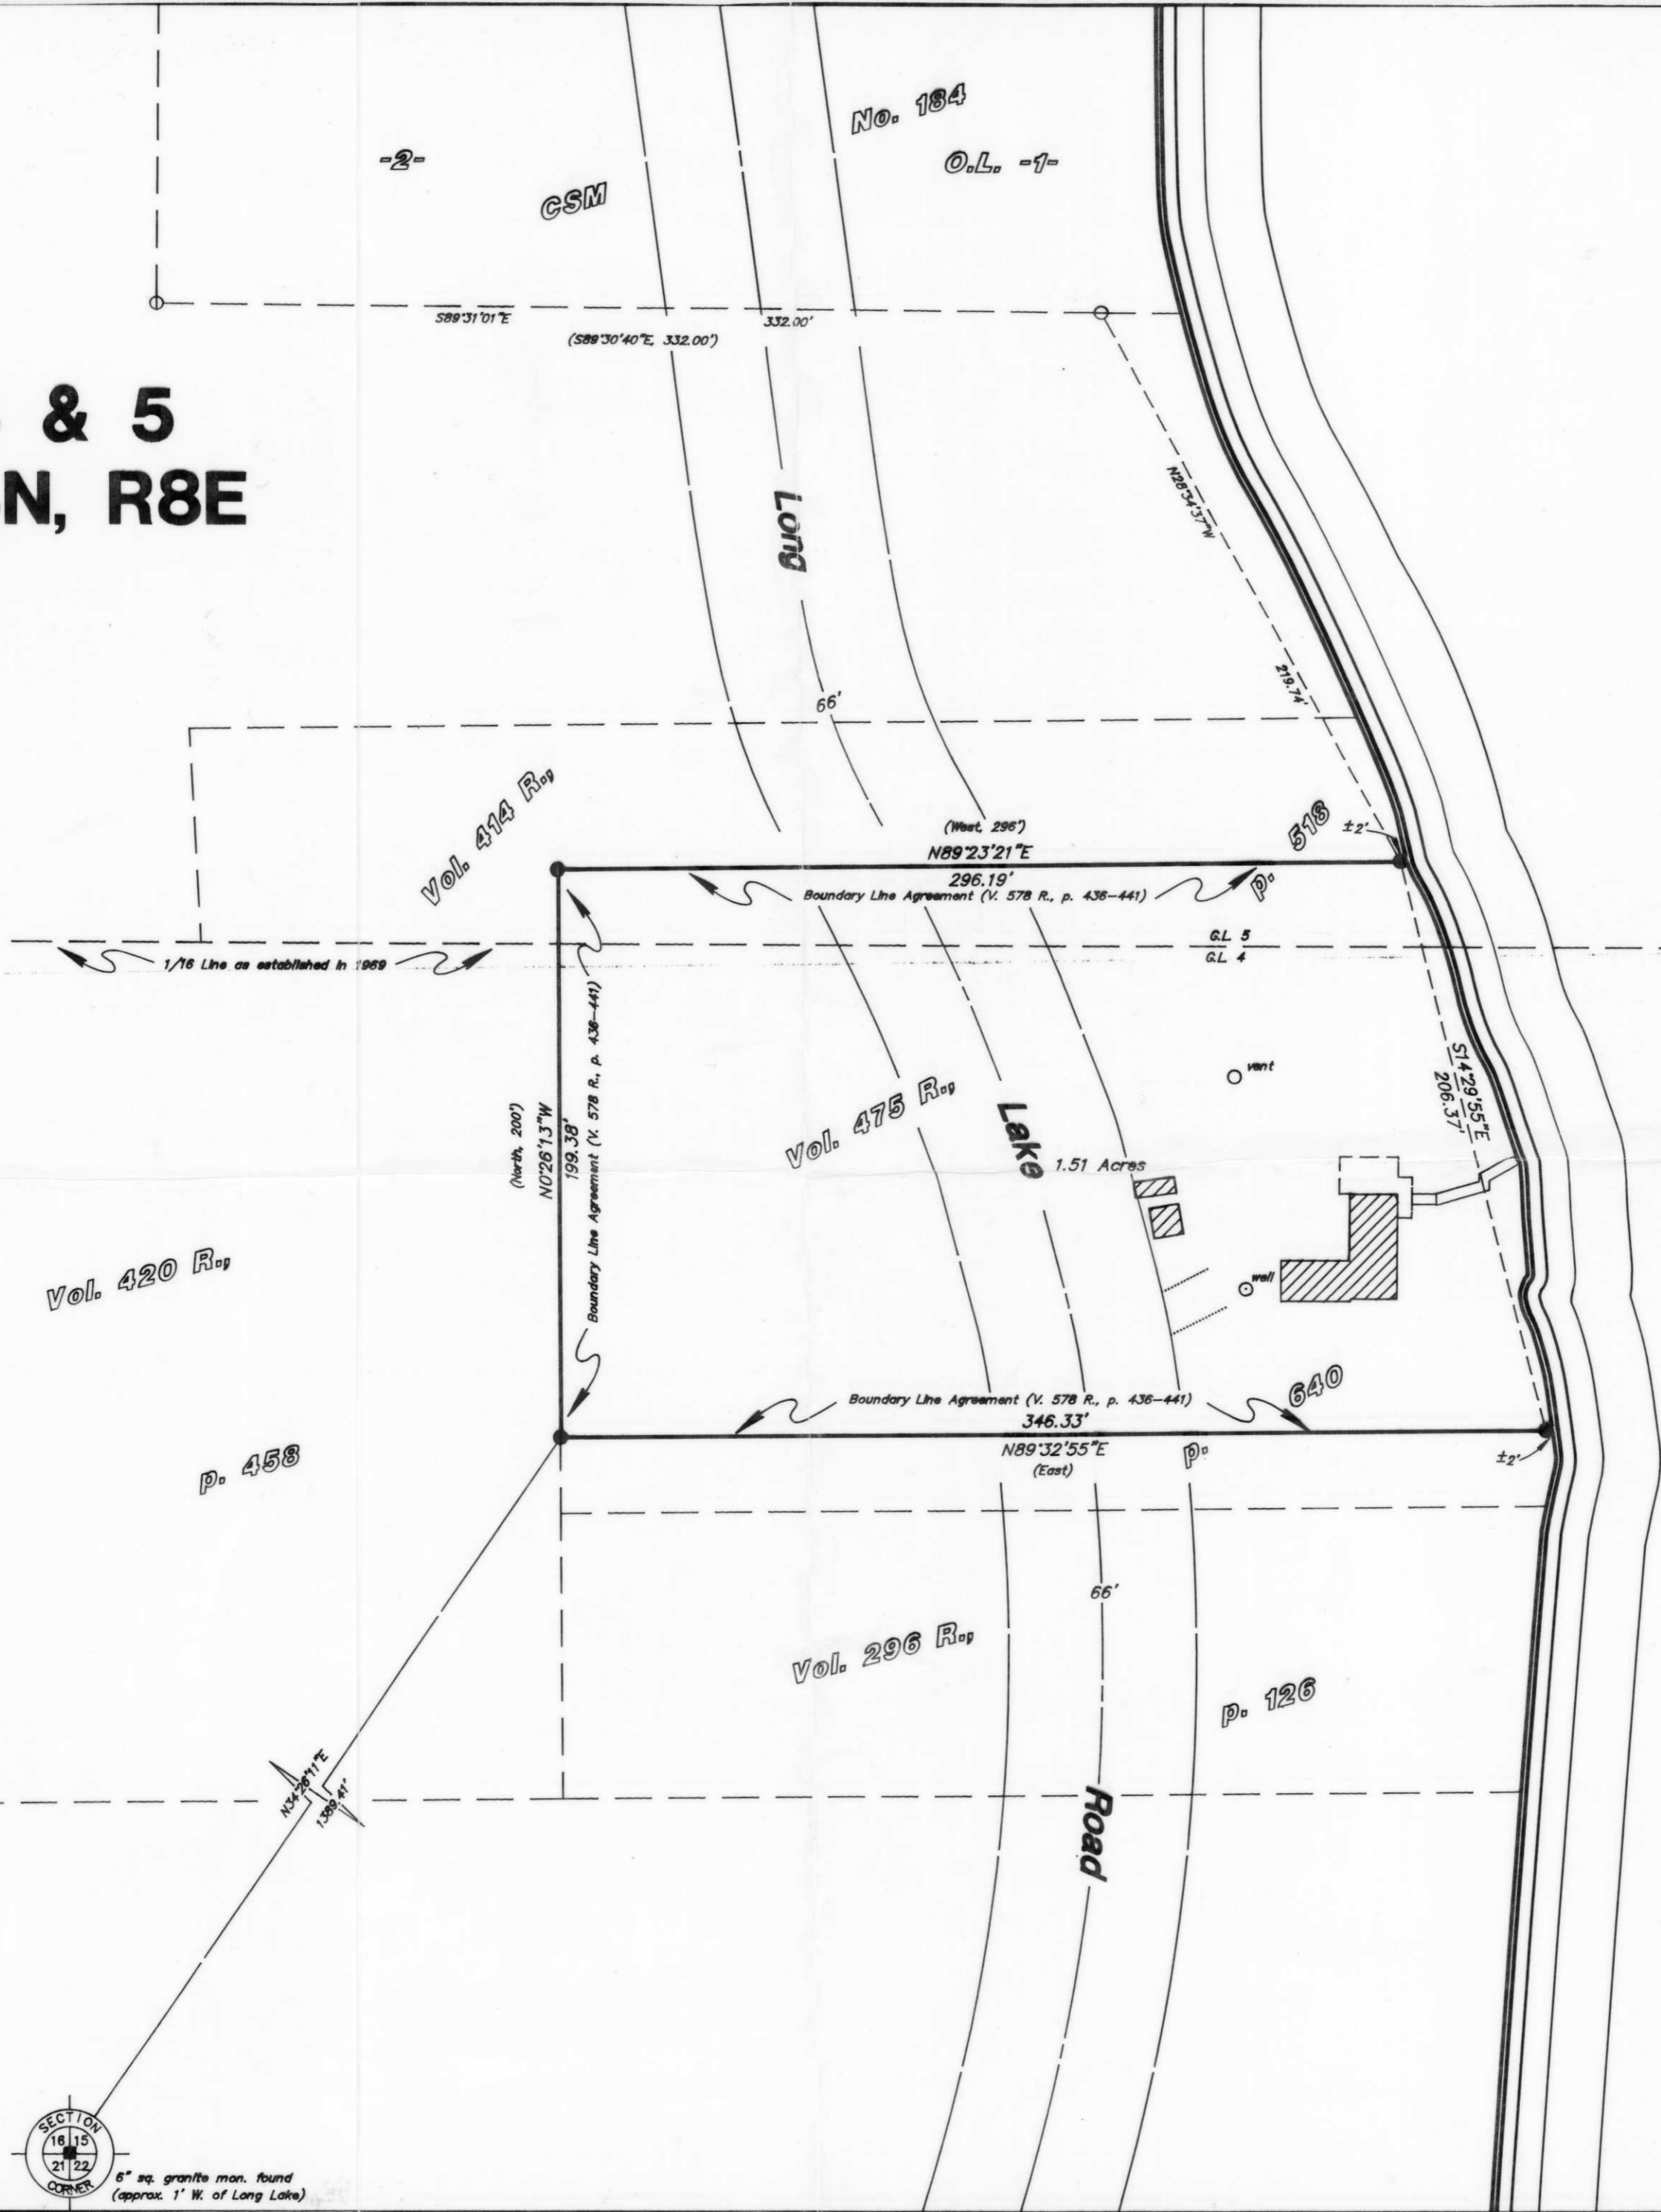 No. 184
-2-
O.L. -1-
CSM
S89°31'01"E
332.00'
(S89°30'40"E, 332.00')
& 5
N, R8E
N28°34'37"W
Long
219.74'
66'
Vol. 414 R.,
518
±2'
(West, 296')
N89°23'21"E
296.19'
p.
Boundary Line Agreement (V. 578 R., p. 436-441)
G.L. 5
G.L. 4
1/16 Line as established in 1969
(North, 200')
N0°26'13"W
199.38'
Boundary Line Agreement (V. 578 R., p. 436-441)
S14°29'55"E
206.37'
vent
Vol. 475 R.,
Lake
1.51 Acres
Vol. 420 R.,
well
640
Boundary Line Agreement (V. 578 R., p. 436-441)
346.33'
N89°32'55"E
(East)
p.
±2'
p. 458
66'
Vol. 296 R.,
p. 126
N34°26'11"E
1389.41'
Road
SECTION
16 15
21 22
CORNER
6" sq. granite mon. found
(approx. 1' W. of Long Lake)